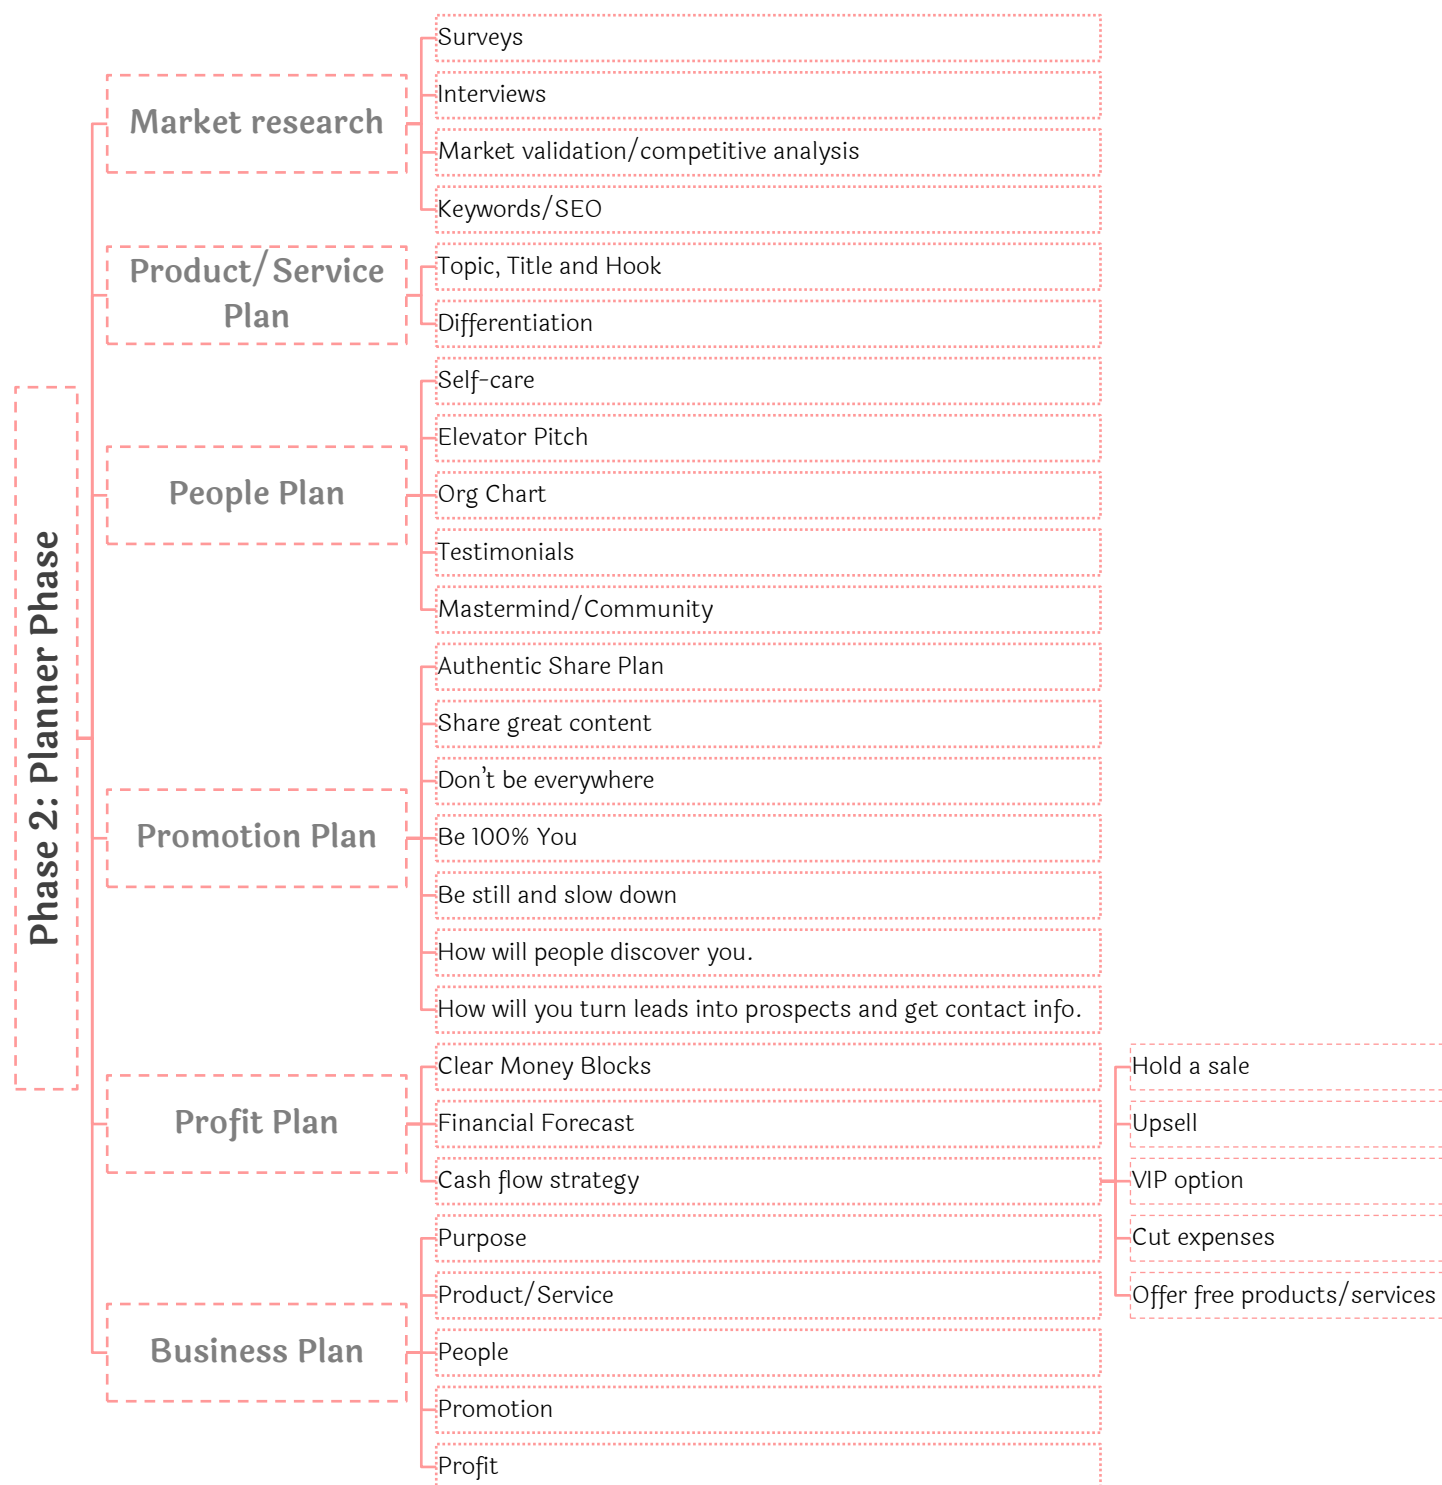 Phase 2: Planner Phase
Market research
Surveys
Interviews
Market validation/competitive analysis
Keywords/SEO
Product/Service
Plan
Topic, Title and Hook
Differentiation
People Plan
Self-care
Elevator Pitch
Org Chart
Testimonials
Mastermind/Community
Promotion Plan
Authentic Share Plan
Share great content
Don't be everywhere
Be 100% You
Be still and slow down
How will people discover you.
How will you turn leads into prospects and get contact info.
Profit Plan
Clear Money Blocks
Financial Forecast
Cash flow strategy
Hold a sale
Upsell
VIP option
Cut expenses
Offer free products/services
Business Plan
Purpose
Product/Service
People
Promotion
Profit